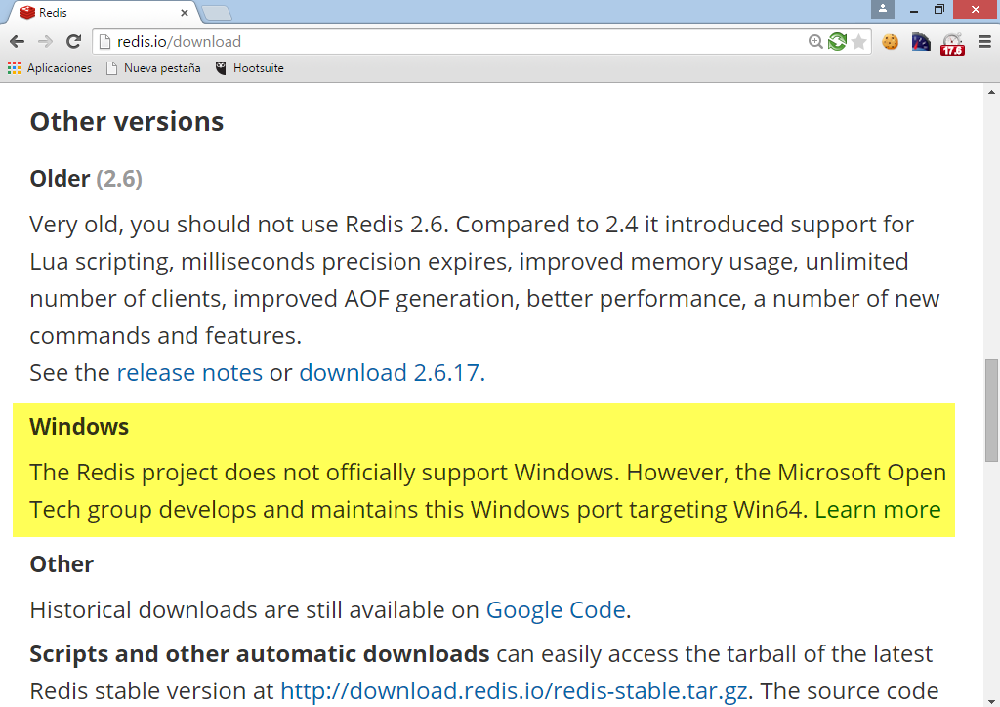 Redis
redis.io/download
17.8
Aplicaciones Nueva pestaña Hootsuite
Other versions
Older (2.6)
Very old, you should not use Redis 2.6. Compared to 2.4 it introduced support for
Lua scripting, milliseconds precision expires, improved memory usage, unlimited
number of clients, improved AOF generation, better performance, a number of new
commands and features.
See the release notes or download 2.6.17.
Windows
The Redis project does not officially support Windows. However, the Microsoft Open
Tech group develops and maintains this Windows port targeting Win64. Learn more
Other
Historical downloads are still available on Google Code.
Scripts and other automatic downloads can easily access the tarball of the latest
Redis stable version at http://download.redis.io/redis-stable.tar.gz. The source code